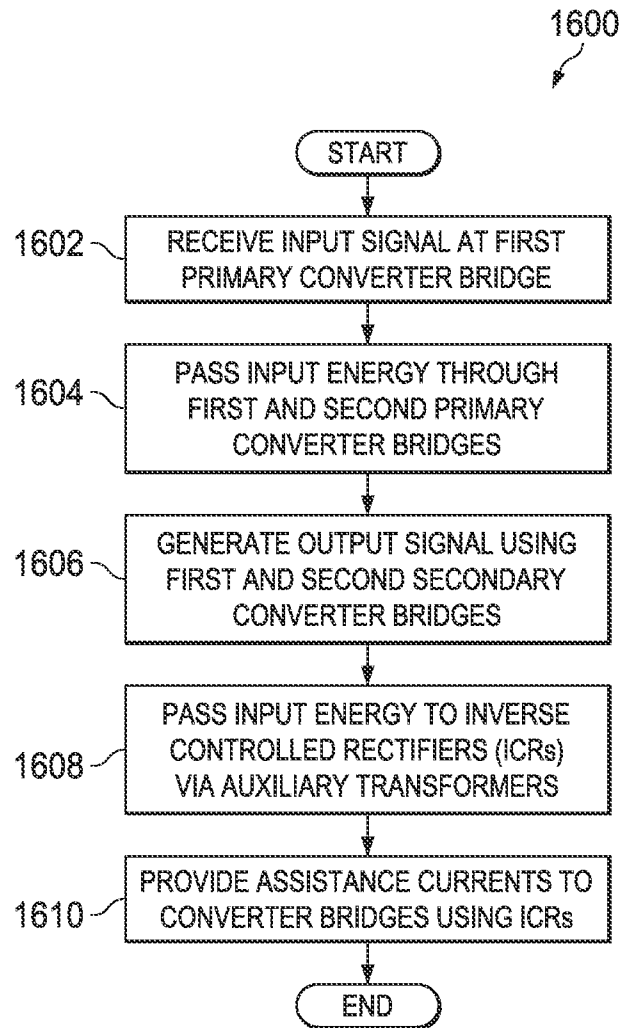 1600
START
1602
RECEIVE INPUT SIGNAL AT FIRST
PRIMARY CONVERTER BRIDGE
1604
PASS INPUT ENERGY THROUGH
FIRST AND SECOND PRIMARY
CONVERTER BRIDGES
1606
GENERATE OUTPUT SIGNAL USING
FIRST AND SECOND SECONDARY
CONVERTER BRIDGES
1608
PASS INPUT ENERGY TO INVERSE
CONTROLLED RECTIFIERS (ICRs)
VIA AUXILIARY TRANSFORMERS
1610
PROVIDE ASSISTANCE CURRENTS TO
CONVERTER BRIDGES USING ICRs
END